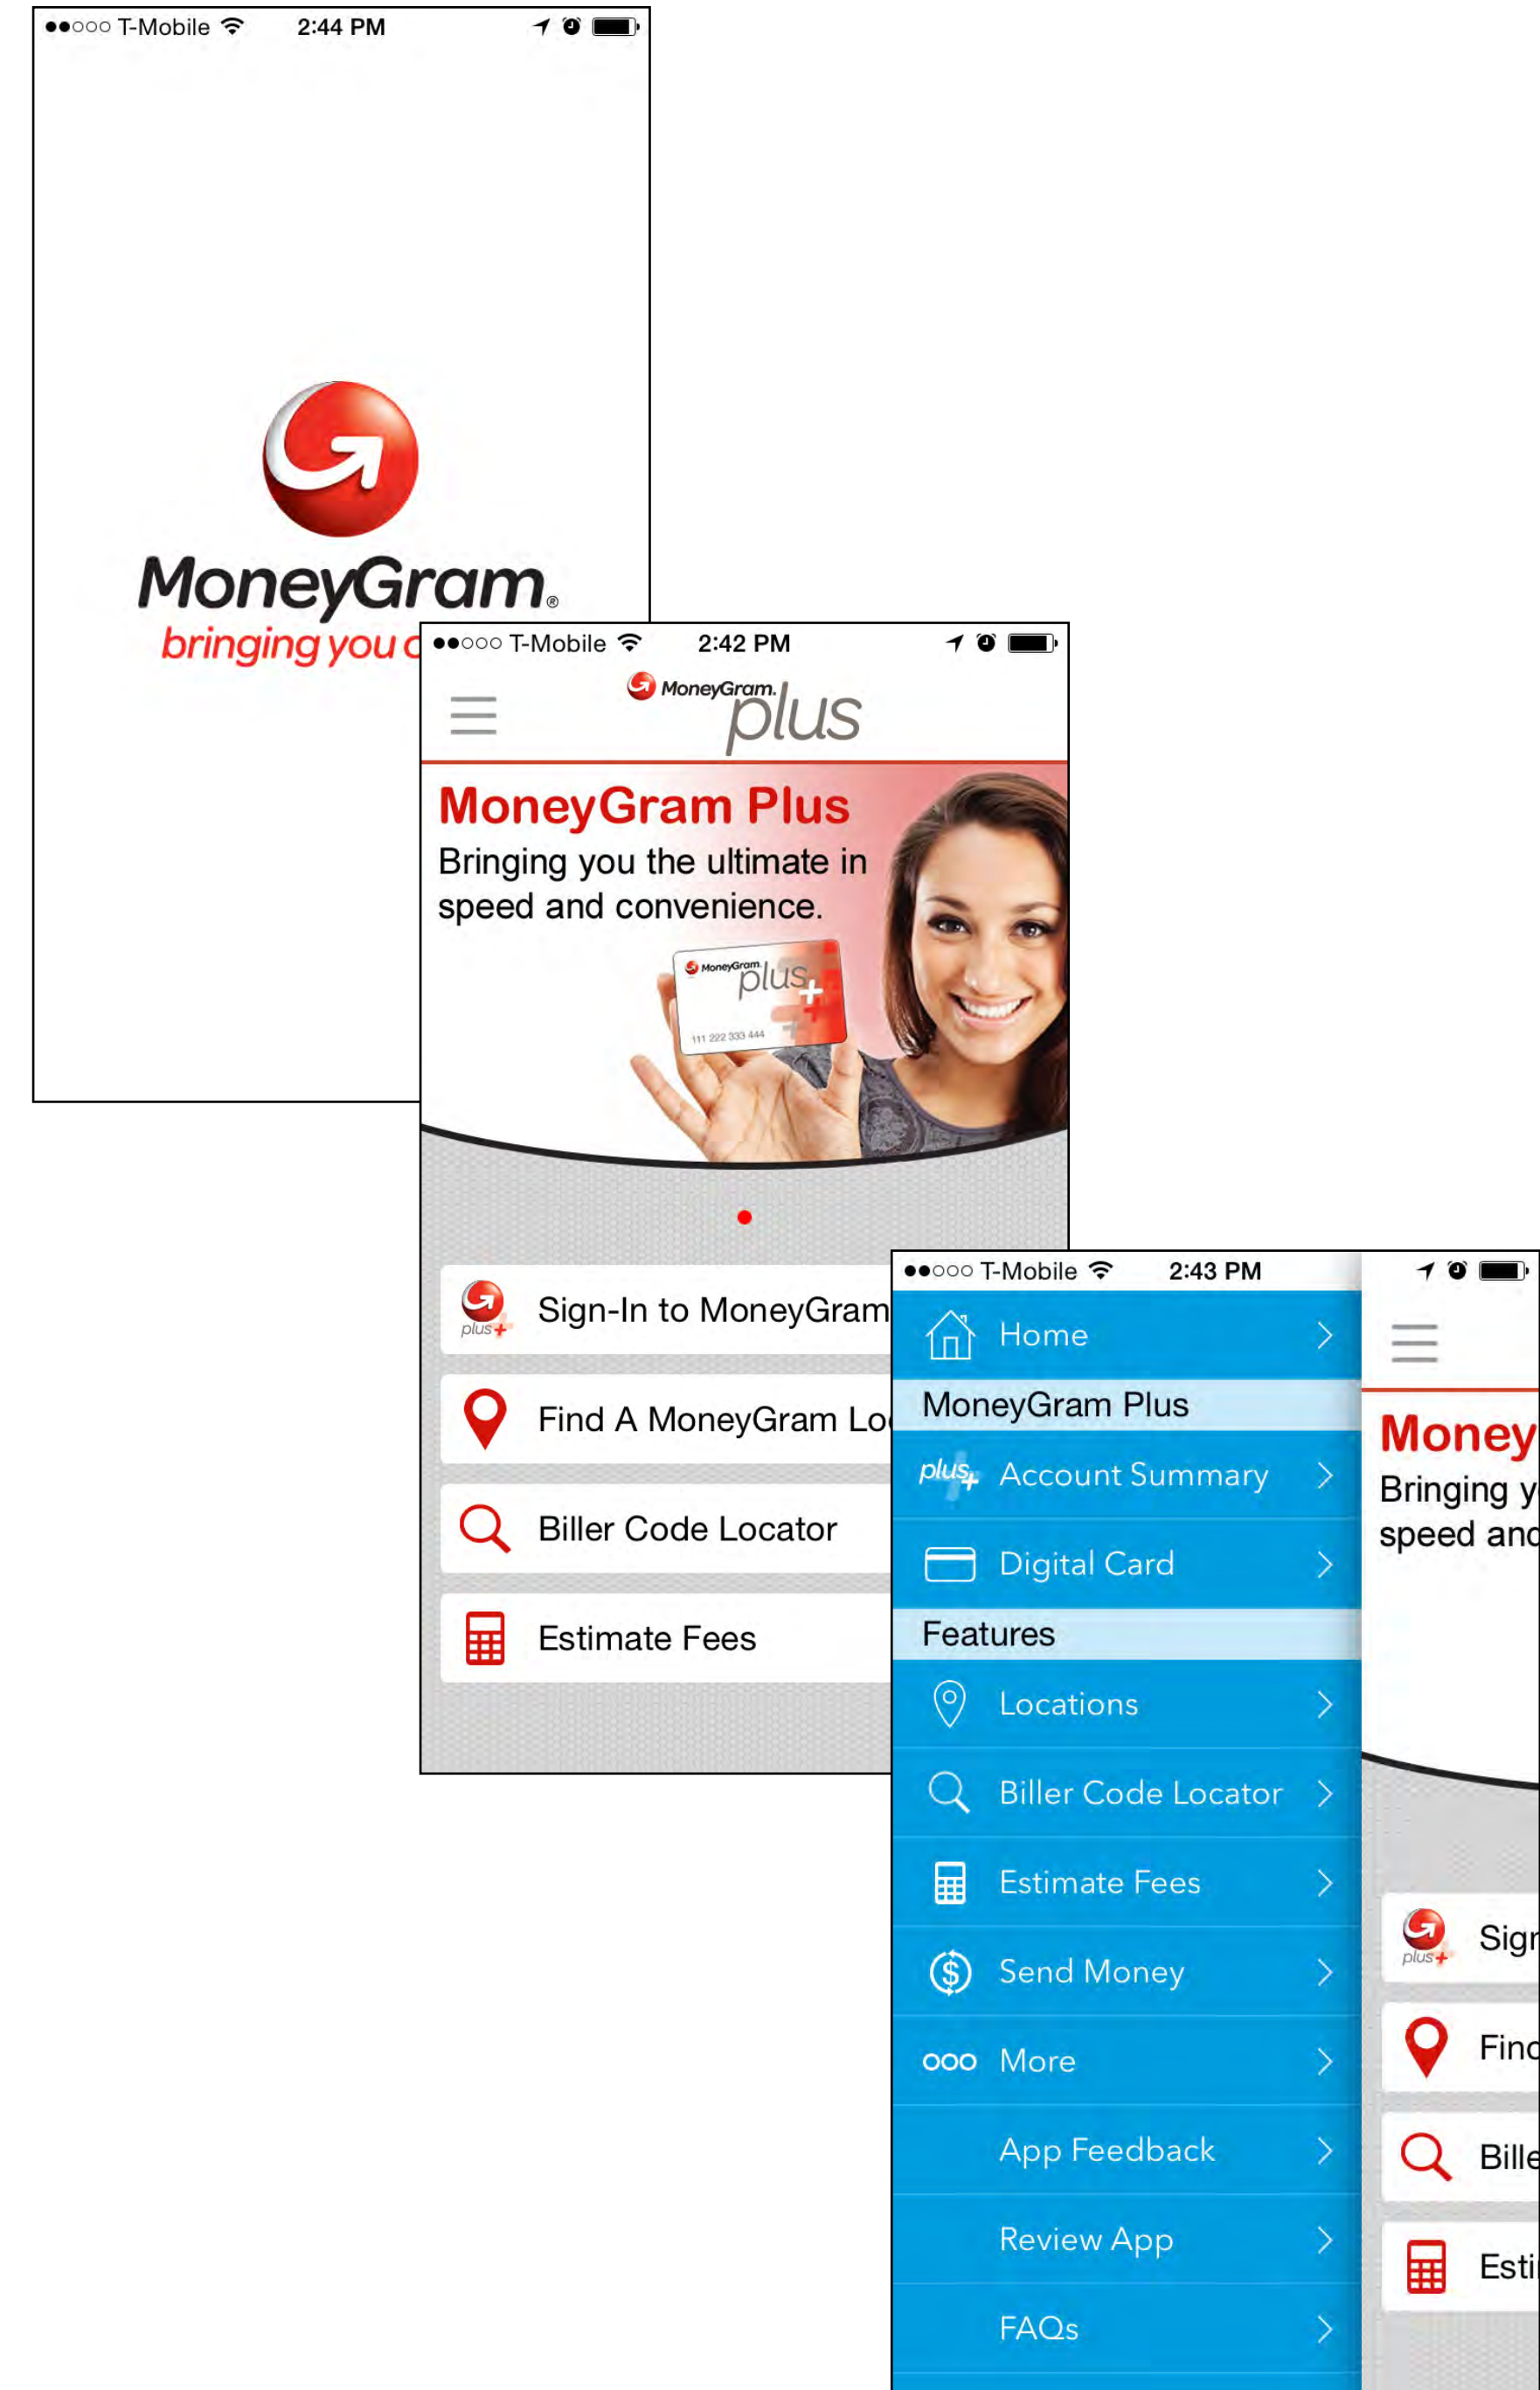 T-Mobile 2:44 PM
MoneyGram®
bringing you
T-Mobile 2:42 PM
MoneyGram.
plus
MoneyGram Plus
Bringing you the ultimate in
speed and convenience.
MoneyGram.
plus
111 222 333 444
plus+
Sign-In to MoneyGram
Find A MoneyGram Lo
Biller Code Locator
Estimate Fees
T-Mobile 2:43 PM
Home
MoneyGram Plus
plus+ Account Summary
Digital Card
Features
Locations
Biller Code Locator
Estimate Fees
$ Send Money
More
App Feedback
Review App
FAQs
Money
Bringing y
speed and
plus+
Sign
Find
Bille
Esti